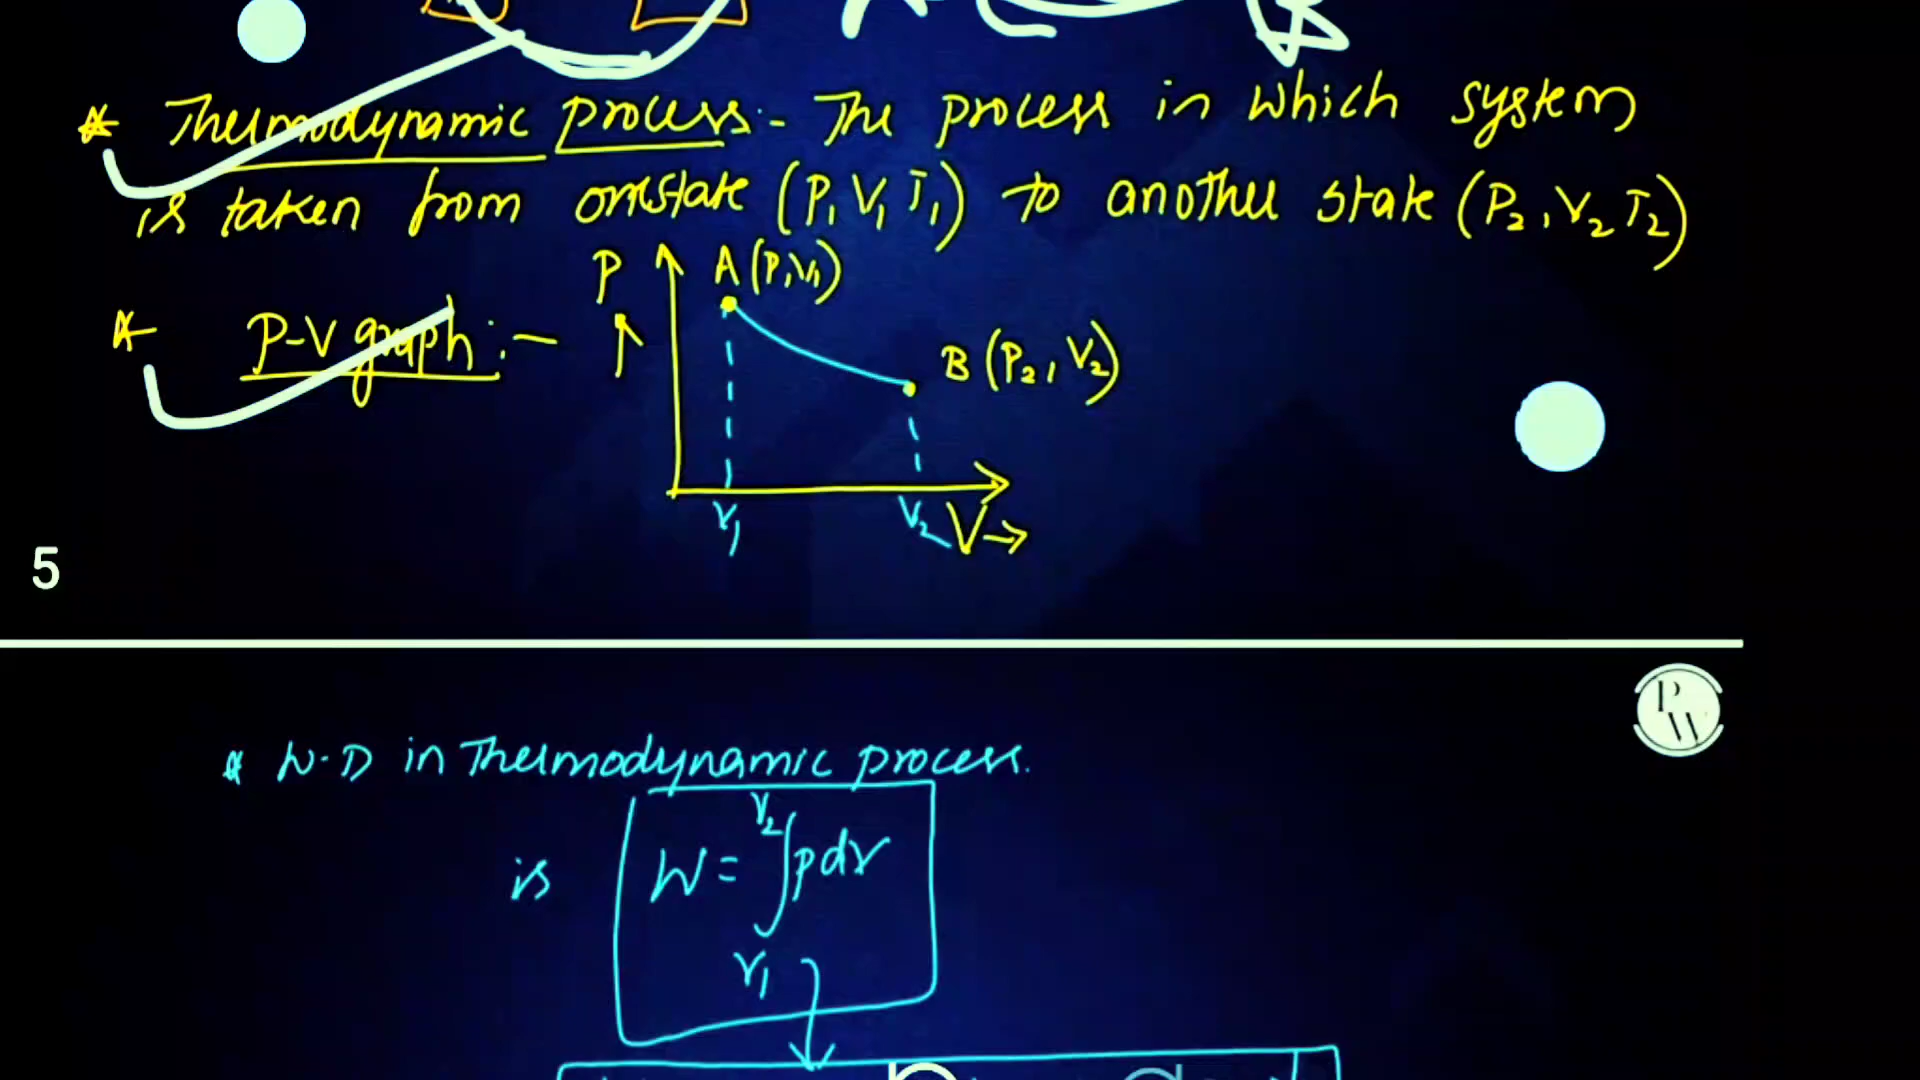 * Thermodynamic process:- The process in which system
is taken from one state (P1 V1 T1) to another state (P2, V2 T2)
* P-V graph:-
P
A (P1 V1)
B (P2, V2)
V1
V2
V→
5
PW
* W.D in Thermodynamic process.
is
W = ∫ pdv
V2
V1